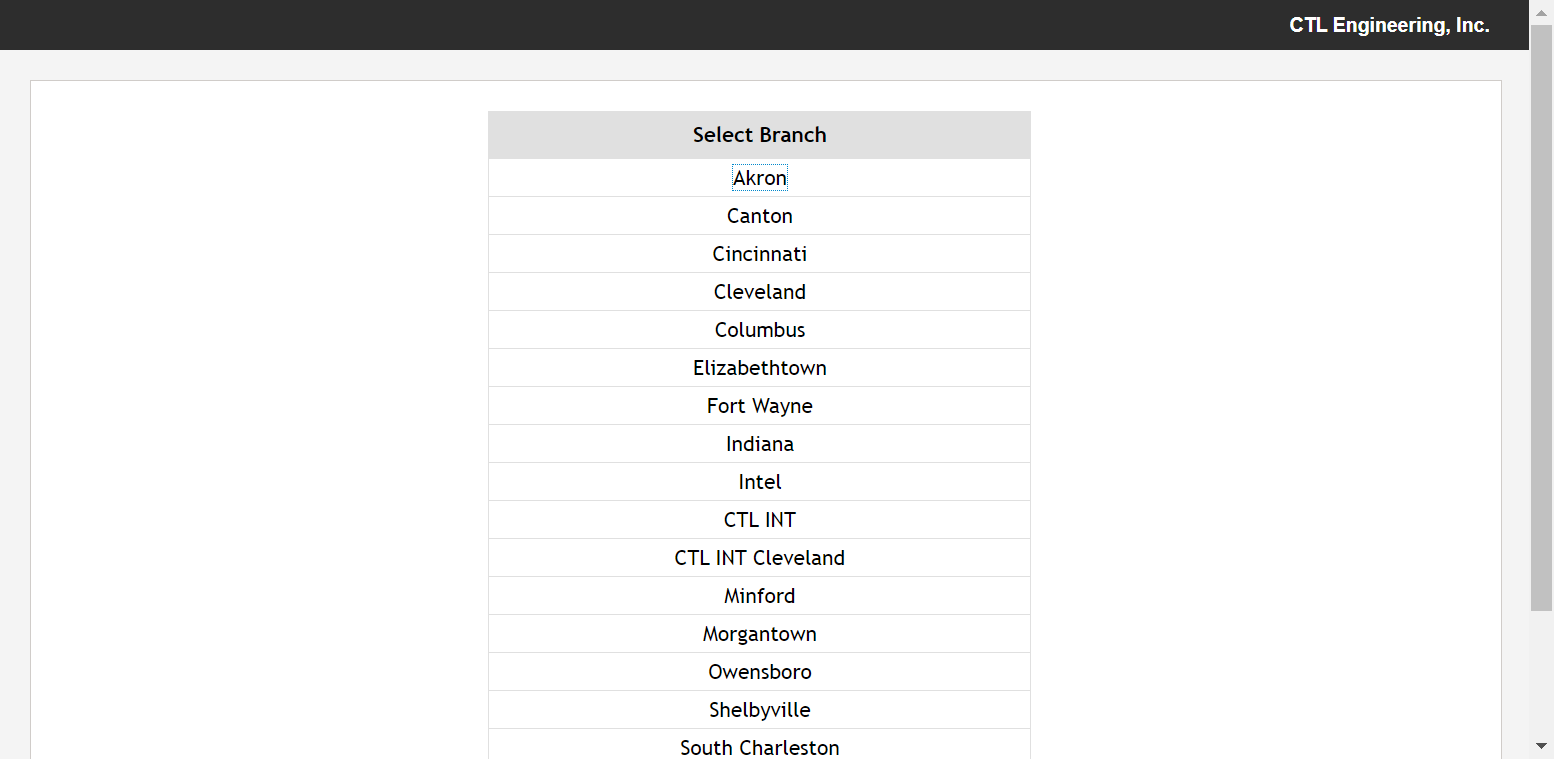 CTL Engineering, Inc.
Select Branch
Akron
Canton
Cincinnati
Cleveland
Columbus
Elizabethtown
Fort Wayne
Indiana
Intel
CTL INT
CTL INT Cleveland
Minford
Morgantown
Owensboro
Shelbyville
South Charleston